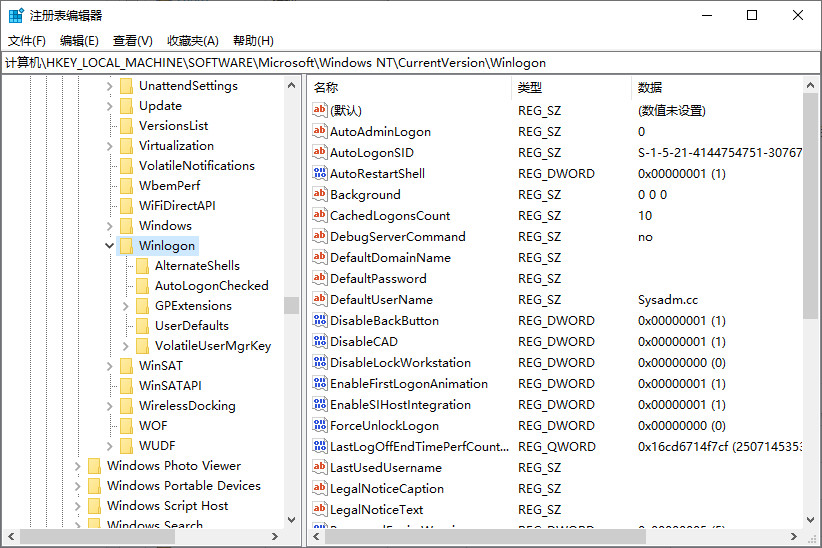 注册表编辑器
文件(F) 编辑(E) 查看(V) 收藏夹(A) 帮助(H)
计算机\HKEY_LOCAL_MACHINE\SOFTWARE\Microsoft\Windows NT\CurrentVersion\Winlogon
UnattendSettings
Update
VersionsList
Virtualization
VolatileNotifications
WbemPerf
WiFiDirectAPI
Windows
Winlogon
AlternateShells
AutoLogonChecked
GPExtensions
UserDefaults
VolatileUserMgrKey
WinSAT
WinSATAPI
WirelessDocking
WOF
WUDF
Windows Photo Viewer
Windows Portable Devices
Windows Script Host
Windows Search
名称 类型 数据
(默认) REG_SZ (数值未设置)
AutoAdminLogon REG_SZ 0
AutoLogonSID REG_SZ S-1-5-21-4144754751-30767
AutoRestartShell REG_DWORD 0x00000001 (1)
Background REG_SZ 0 0 0
CachedLogonsCount REG_SZ 10
DebugServerCommand REG_SZ no
DefaultDomainName REG_SZ
DefaultPassword REG_SZ
DefaultUserName REG_SZ Sysadm.cc
DisableBackButton REG_DWORD 0x00000001 (1)
DisableCAD REG_DWORD 0x00000001 (1)
DisableLockWorkstation REG_DWORD 0x00000000 (0)
EnableFirstLogonAnimation REG_DWORD 0x00000001 (1)
EnableSIHostIntegration REG_DWORD 0x00000001 (1)
ForceUnlockLogon REG_DWORD 0x00000000 (0)
LastLogOffEndTimePerfCount... REG_QWORD 0x16cd6714f7cf (2507145353
LastUsedUsername REG_SZ
LegalNoticeCaption REG_SZ
LegalNoticeText REG_SZ